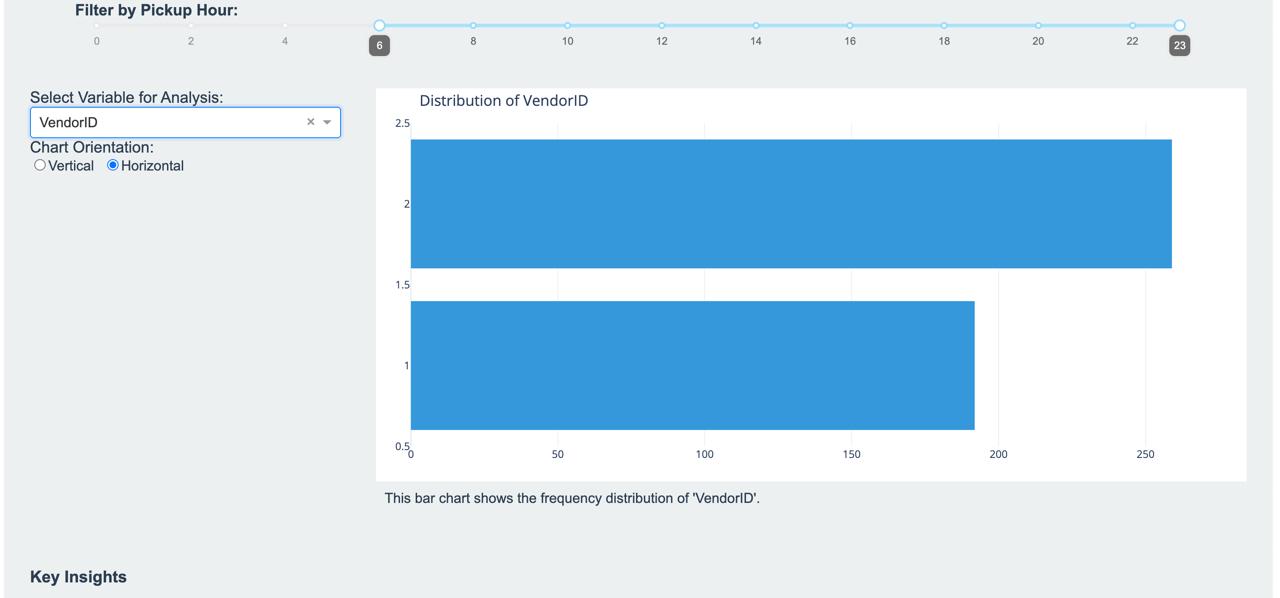 Filter by Pickup Hour:
0 2 4 6 8 10 12 14 16 18 20 22 23
Select Variable for Analysis:
VendorID × 
Chart Orientation:
Vertical Horizontal
Distribution of VendorID
2.5
2
1.5
1
0.5
0 50 100 150 200 250
This bar chart shows the frequency distribution of 'VendorID'.
Key Insights